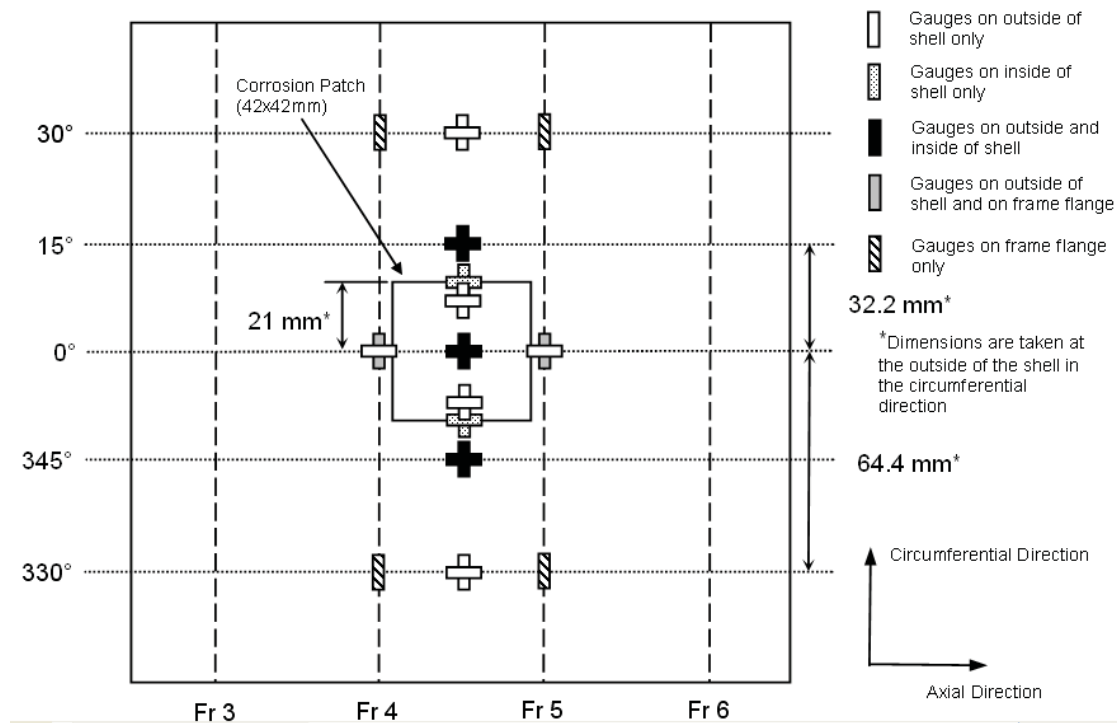 Gauges on outside of
shell only
Gauges on inside of
shell only
Gauges on outside and
inside of shell
Gauges on outside of
shell and on frame flange
Gauges on frame flange
only
Corrosion Patch
(42x42mm)
30°
15°
21 mm*
0°
345°
330°
32.2 mm*
*Dimensions are taken at
the outside of the shell in
the circumferential
direction
64.4 mm*
Circumferential Direction
Axial Direction
Fr 3
Fr 4
Fr 5
Fr 6